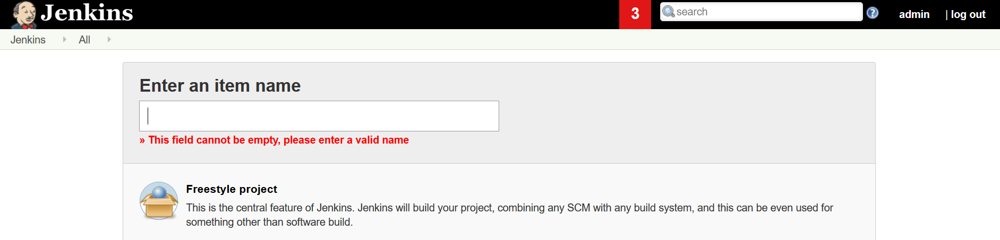 Jenkins
3
search
admin
| log out
Jenkins
All
Enter an item name
» This field cannot be empty, please enter a valid name
Freestyle project
This is the central feature of Jenkins. Jenkins will build your project, combining any SCM with any build system, and this can be even used for
something other than software build.